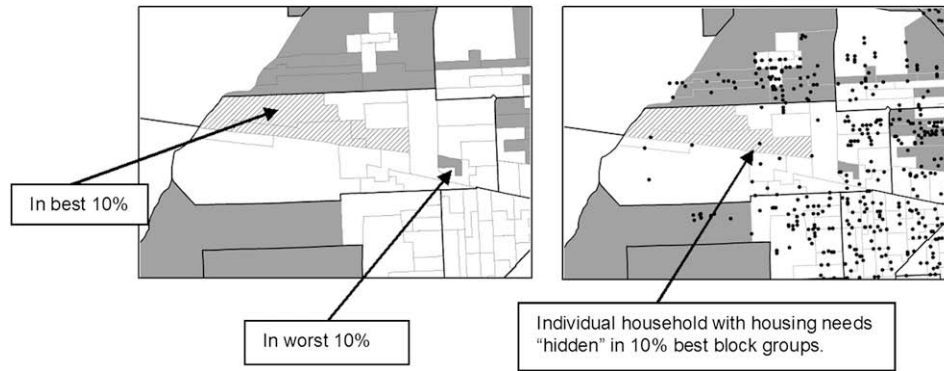 In best 10%
In worst 10%
Individual household with housing needs
“hidden” in 10% best block groups.